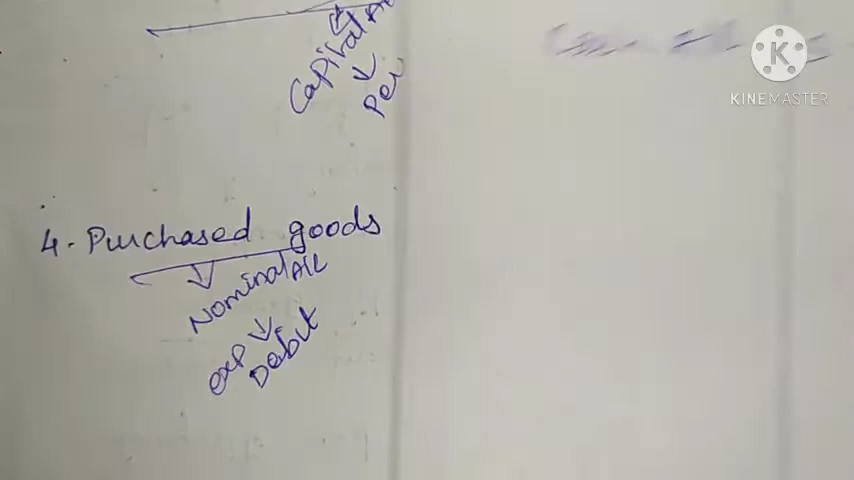 Capital A/c
Per
4. Purchased goods
Nominal A/c
exp Debit
KINEMASTER